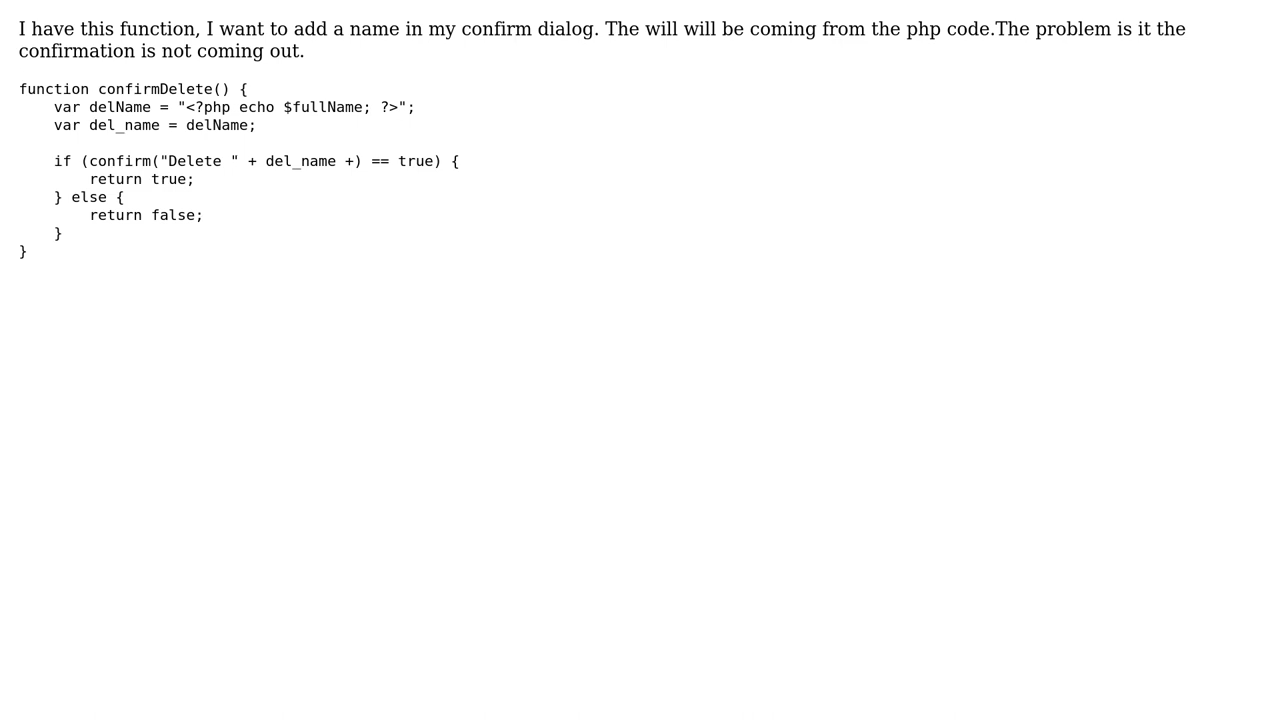 I have this function, I want to add a name in my confirm dialog. The will will be coming from the php code.The problem is it the
confirmation is not coming out.
function confirmDelete() {
    var delName = "<?php echo $fullName; ?>";
    var del_name = delName;

    if (confirm("Delete " + del_name +) == true) {
        return true;
    } else {
        return false;
    }
}